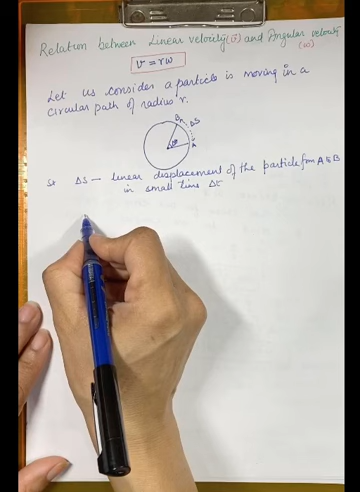 Relation between Linear velocity (v⃗) and Angular velocity (ω)
v = rω
Let us consider a particle is moving in a
circular path of radius r.
B ΔS
A
ΔS — linear displacement of the particle from A to B
in small time Δt